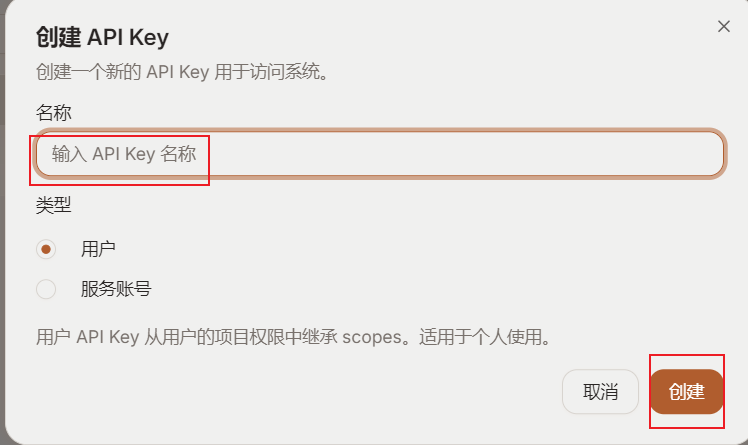 创建 API Key
创建一个新的 API Key 用于访问系统。
名称
输入 API Key 名称
类型
用户
服务账号
用户 API Key 从用户的项目权限中继承 scopes。适用于个人使用。
取消
创建